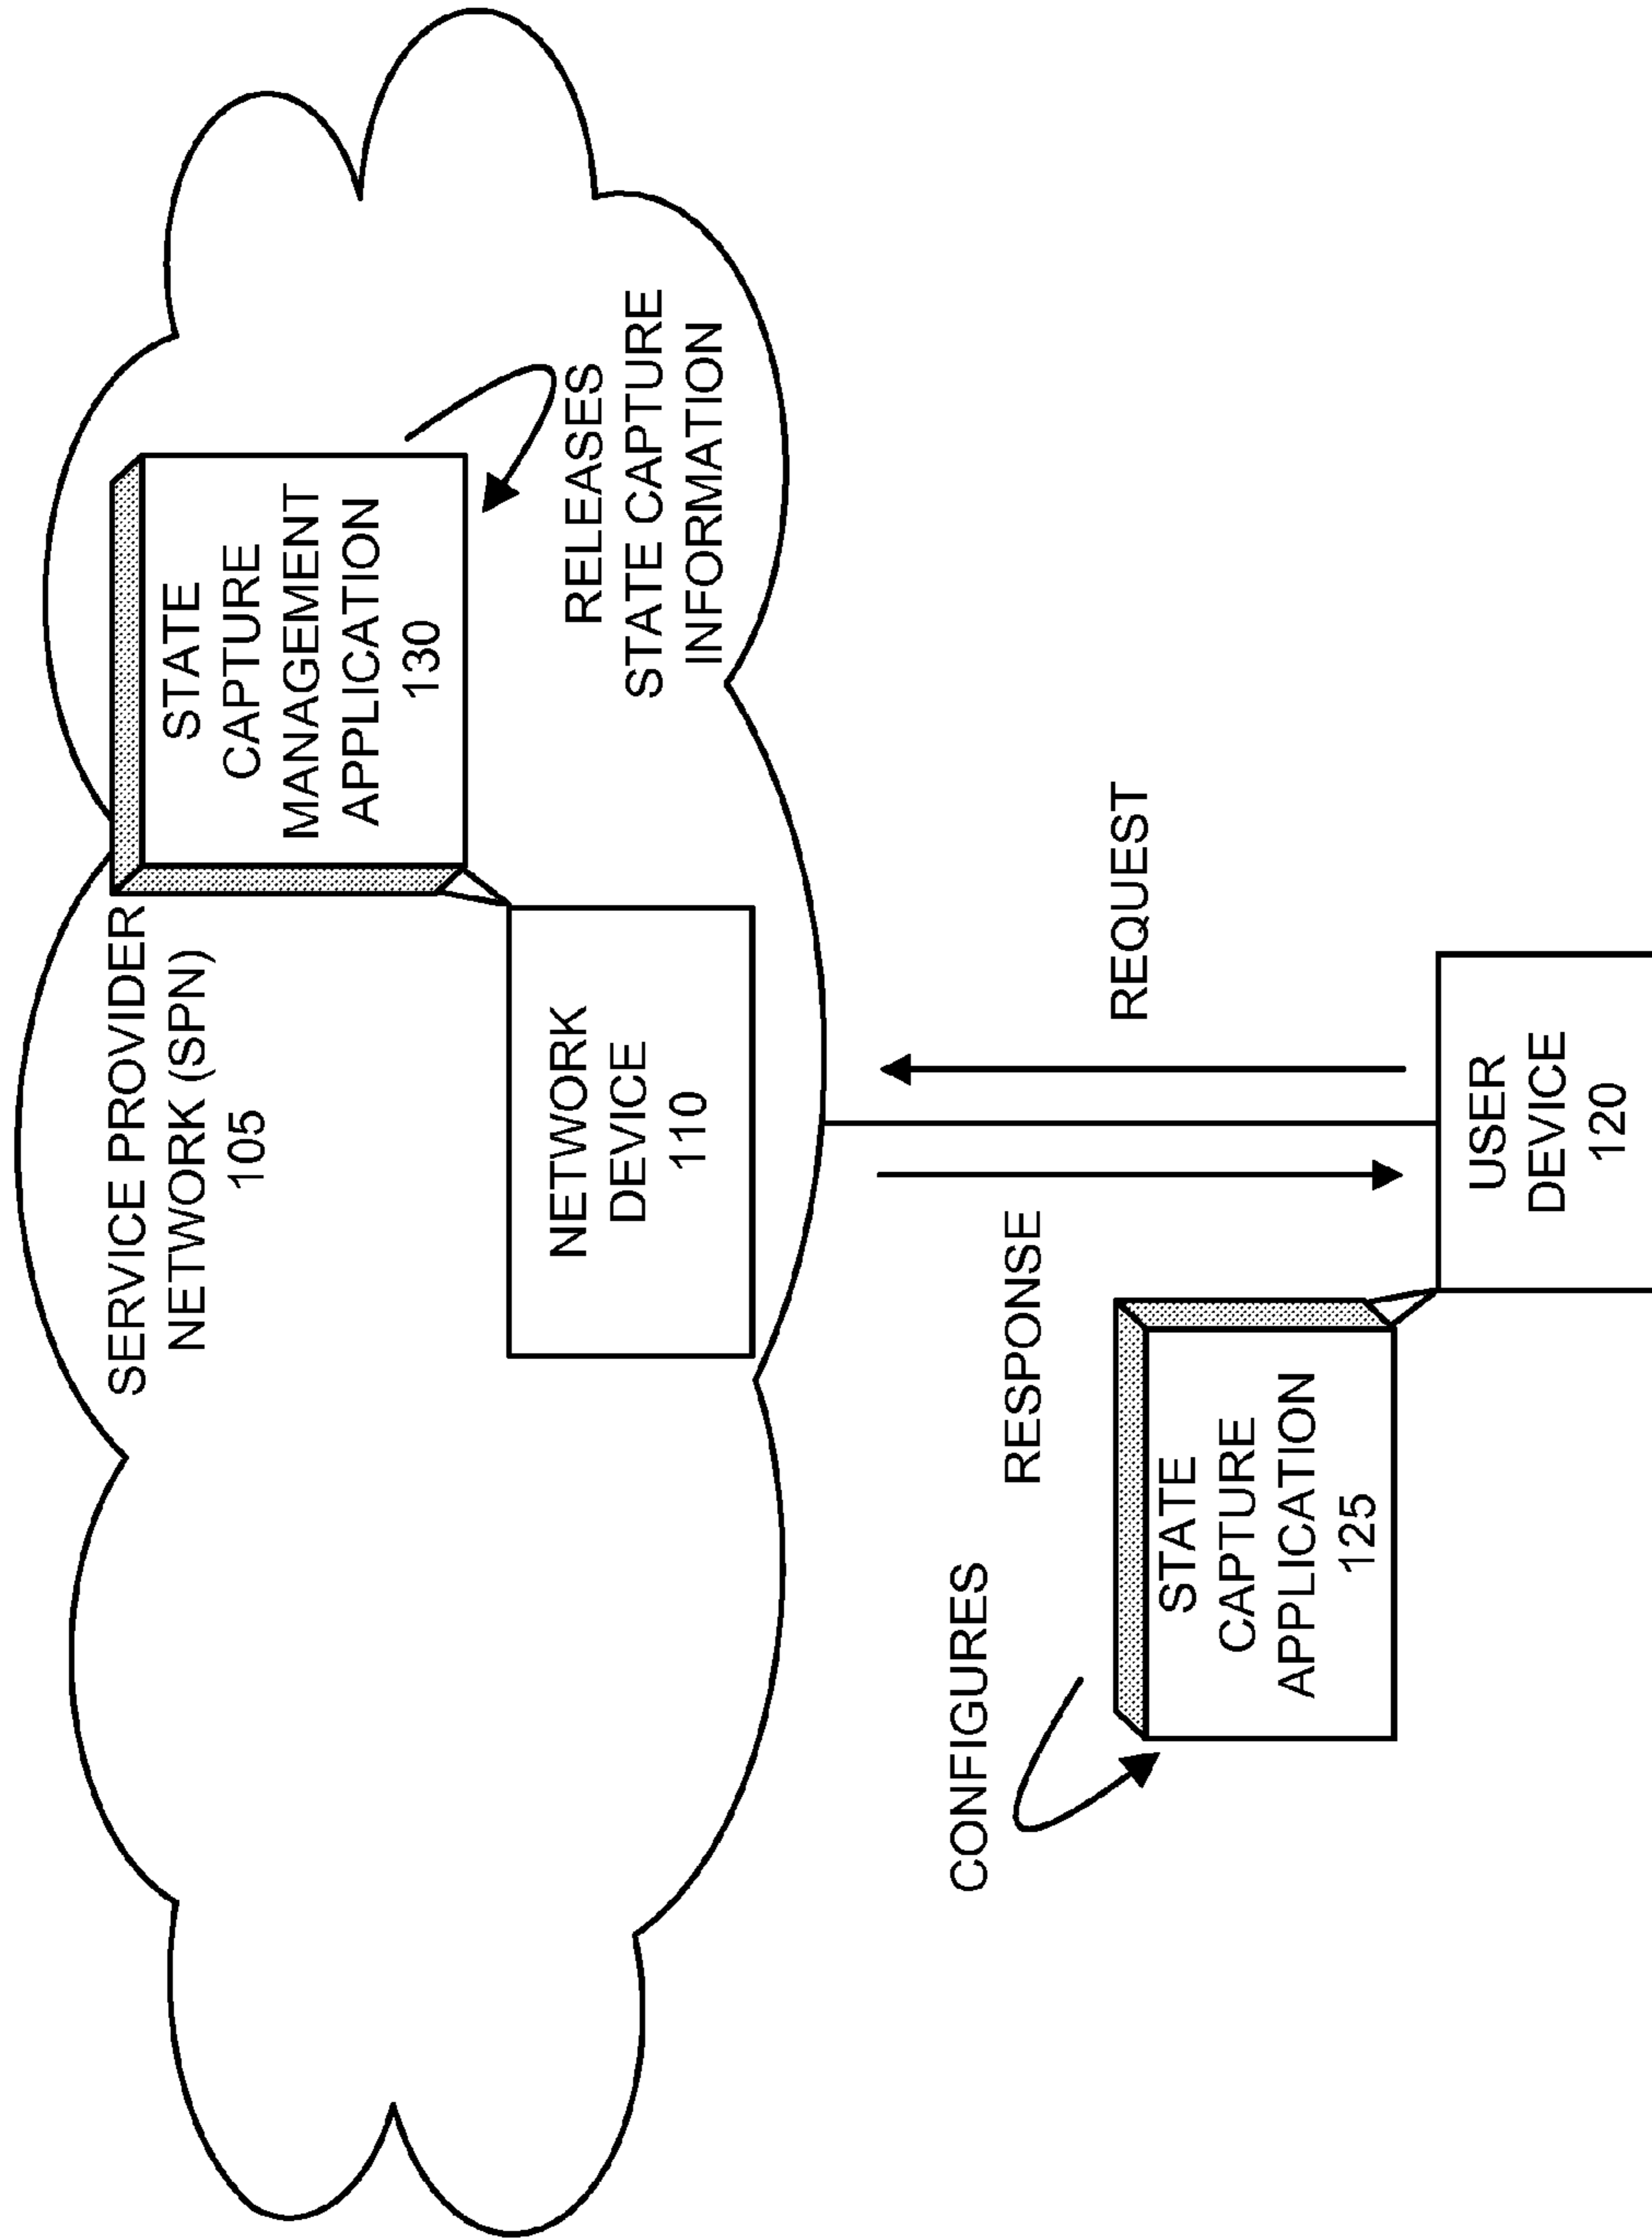 SERVICE PROVIDER
NETWORK (SPN)
105
STATE
CAPTURE
MANAGEMENT
APPLICATION
130
NETWORK
DEVICE
110
RELEASES
STATE CAPTURE
INFORMATION
CONFIGURES
RESPONSE
REQUEST
STATE
CAPTURE
APPLICATION
125
USER
DEVICE
120